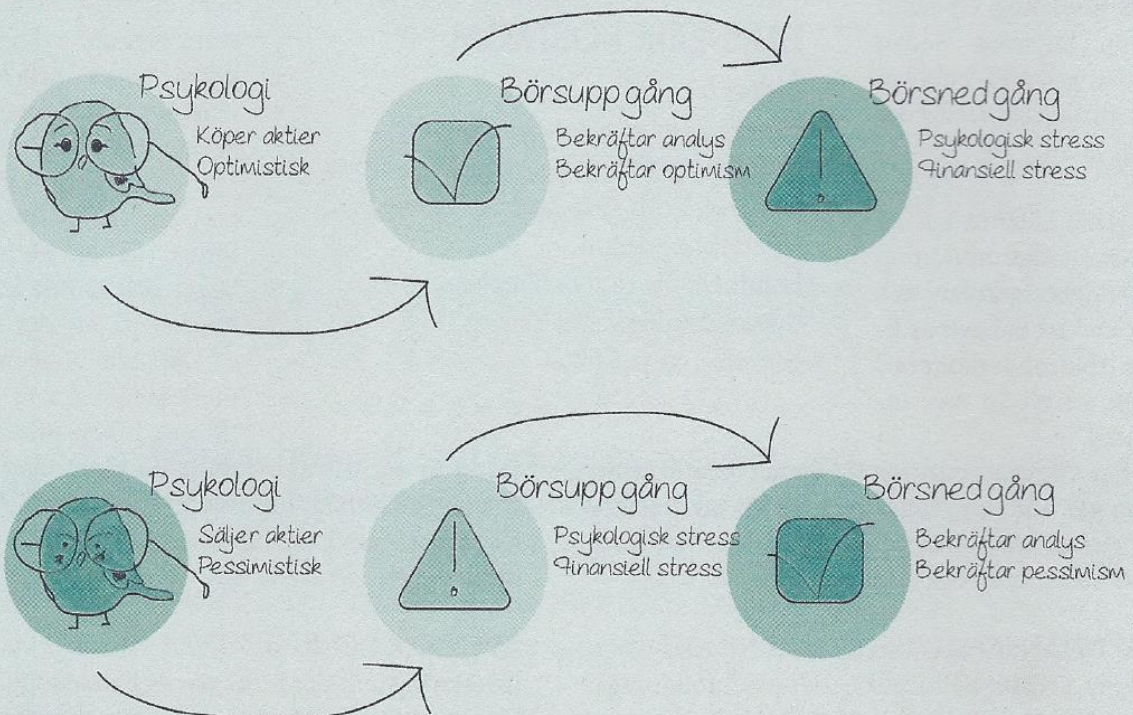 Psykologi
Köper aktier
Optimistisk
Börsuppgång
Bekräftar analys
Bekräftar optimism
Börsnedgång
Psykologisk stress
Finansiell stress
Psykologi
Säljer aktier
Pessimistisk
Börsuppgång
Psykologisk stress
Finansiell stress
Börsnedgång
Bekräftar analys
Bekräftar pessimism